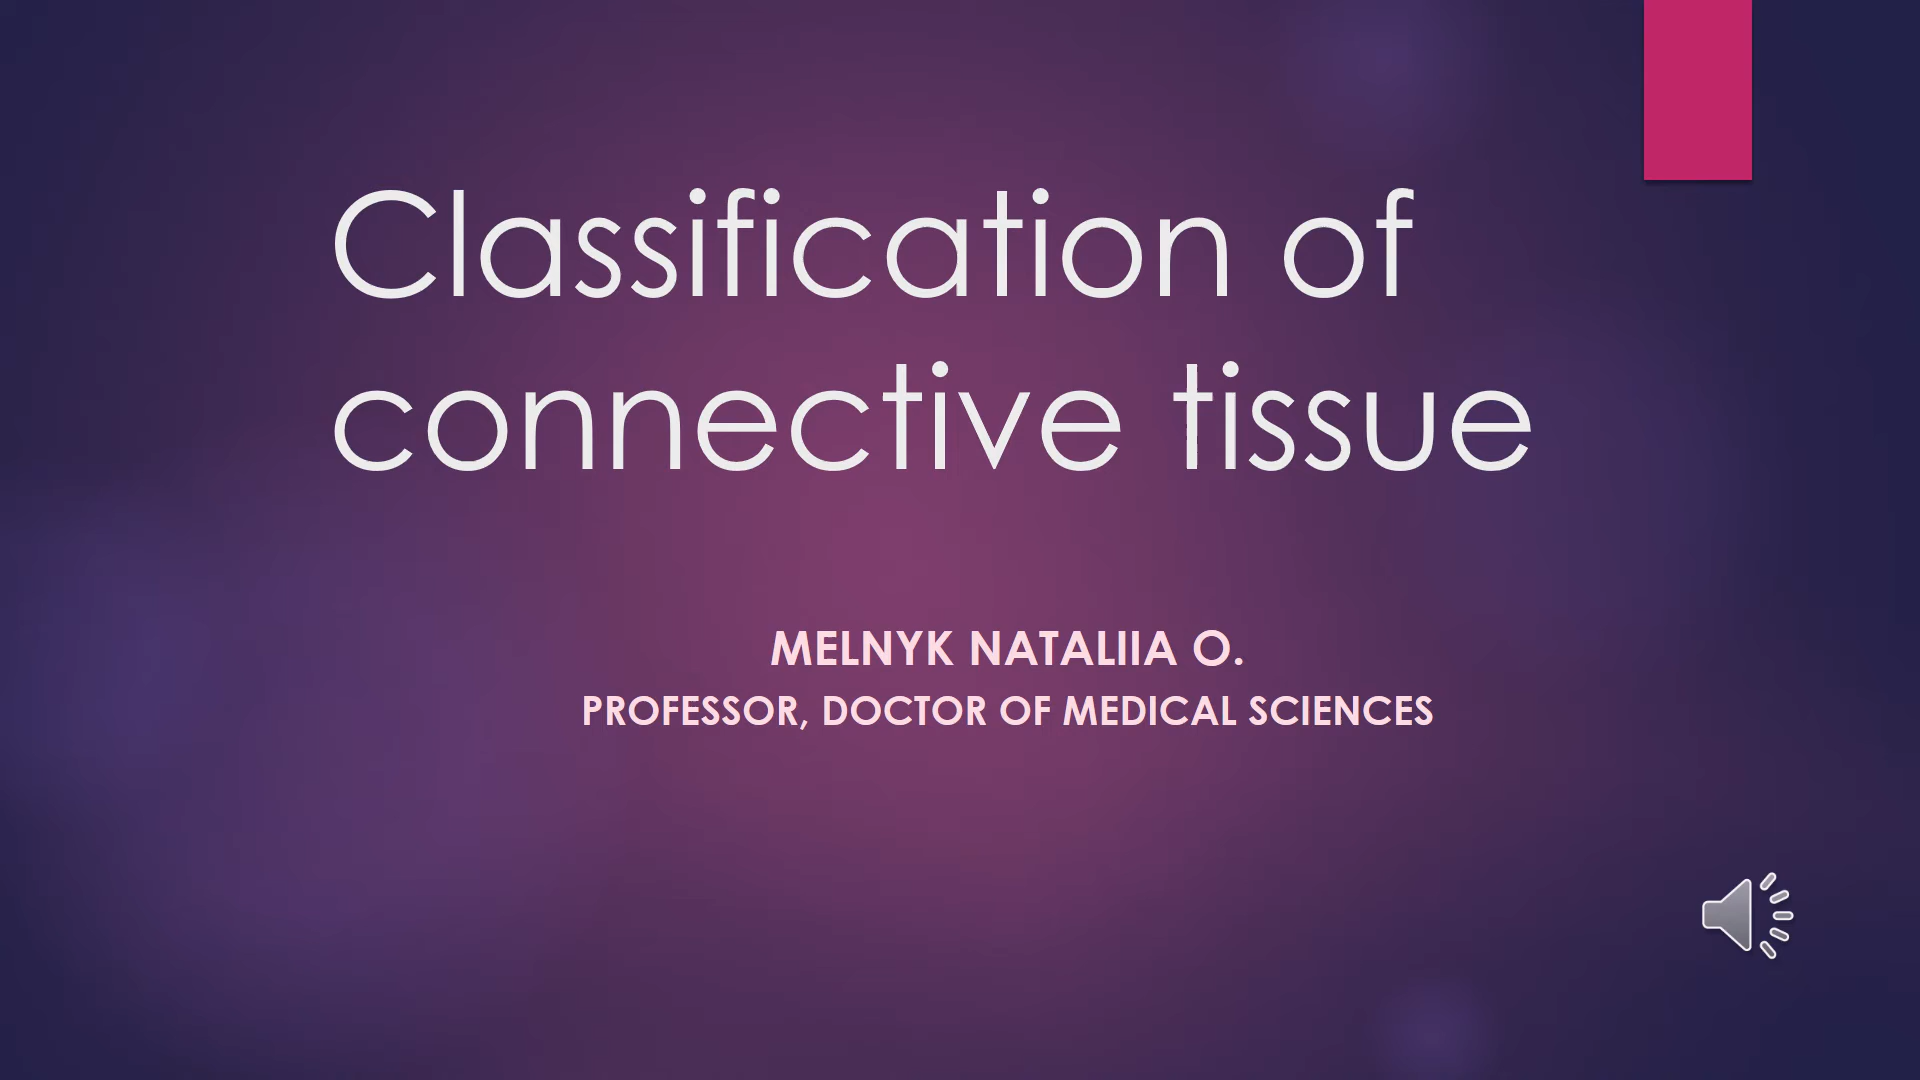 Classification of
connective tissue
MELNYK NATALIIA O.
PROFESSOR, DOCTOR OF MEDICAL SCIENCES